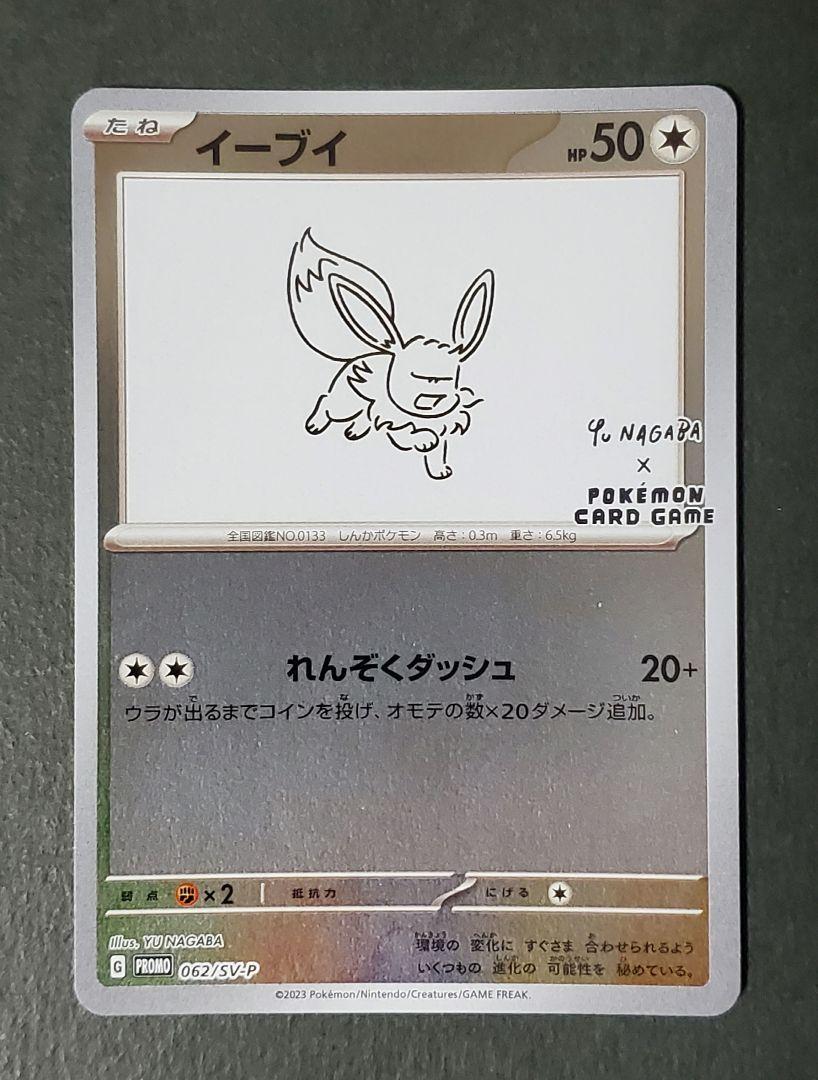 たね
イーブイ
HP50
Yu NAGABA
×
POKÉMON
CARD GAME
全国図鑑NO.0133 しんかポケモン 高さ：0.3m 重さ：6.5kg
れんぞくダッシュ 20+
ウラが出るまでコインを投げ、オモテの数×20ダメージ追加。
弱点 ×2 抵抗力 にげる
Illus. YU NAGABA
環境の 変化に すぐさま 合わせられるよう
いくつもの 進化の 可能性を 秘めている。
G PROMO 062/SV-P
©2023 Pokémon/Nintendo/Creatures/GAME FREAK.